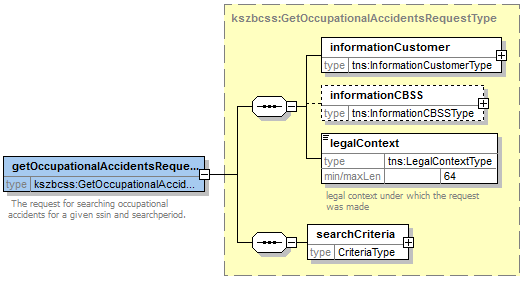 kszbcss:GetOccupationalAccidentsRequestType
informationCustomer
type tns:InformationCustomerType
informationCBSS
type tns:InformationCBSSType
legalContext
type tns:LegalContextType
min/maxLen 64
legal context under which the request
was made
getOccupationalAccidentsReque...
type kszbcss:GetOccupationalAccid...
The request for searching occupational
accidents for a given ssin and searchperiod.
searchCriteria
type CriteriaType